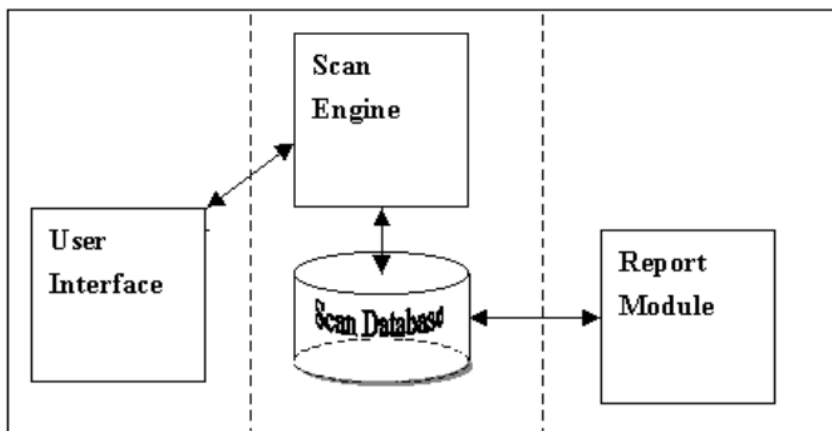 Scan
Engine
User
Interface
Scan Database
Report
Module